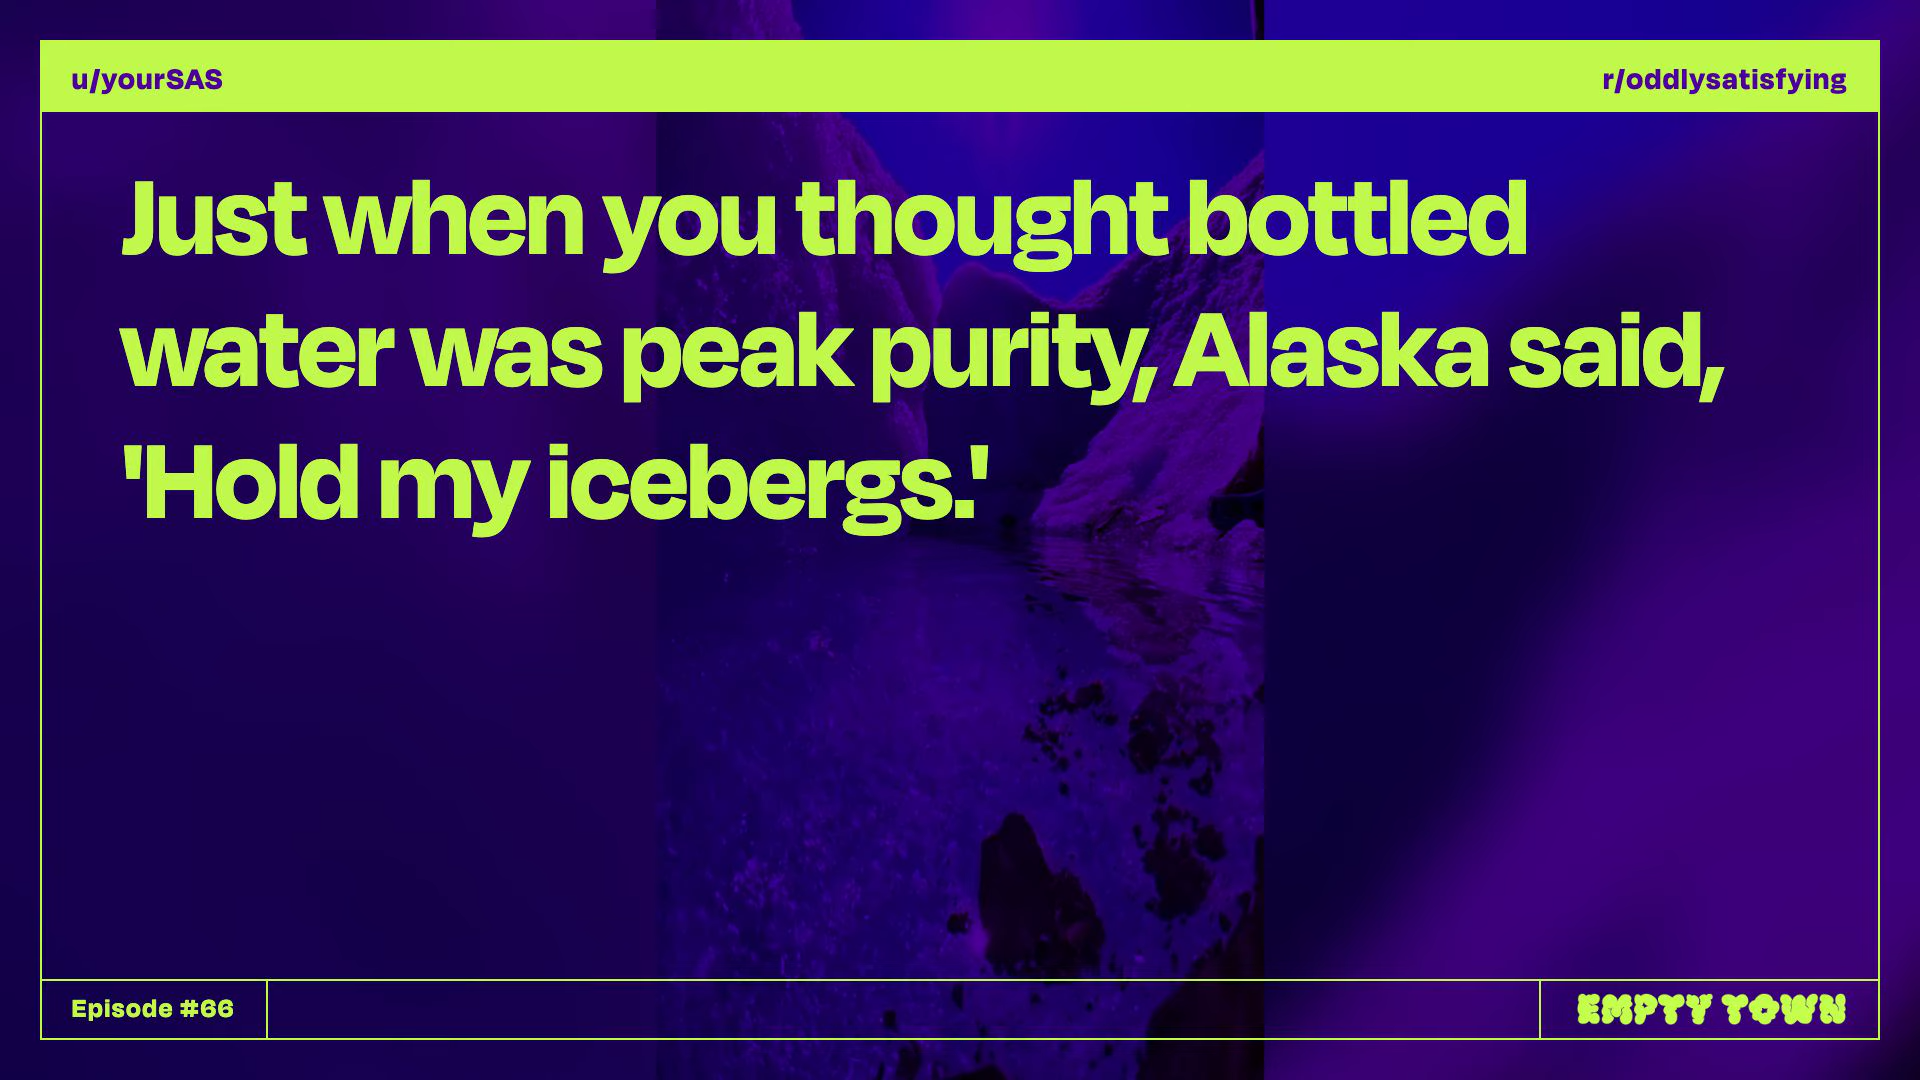 u/yourSAS
r/oddlysatisfying
Just when you thought bottled
water was peak purity, Alaska said,
'Hold my icebergs.'
Episode #66
EMPTY TOWN